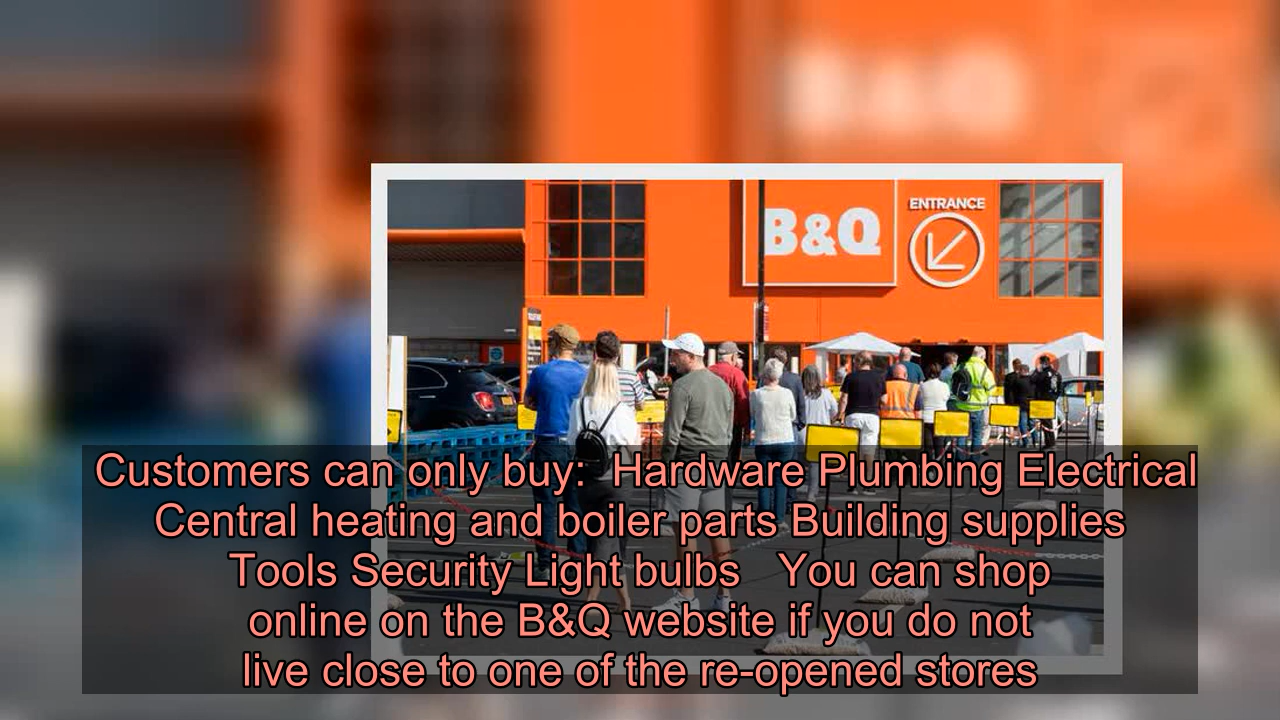 B&Q
ENTRANCE
Customers can only buy:  Hardware Plumbing Electrical
Central heating and boiler parts Building supplies
Tools Security Light bulbs   You can shop
online on the B&Q website if you do not
live close to one of the re-opened stores